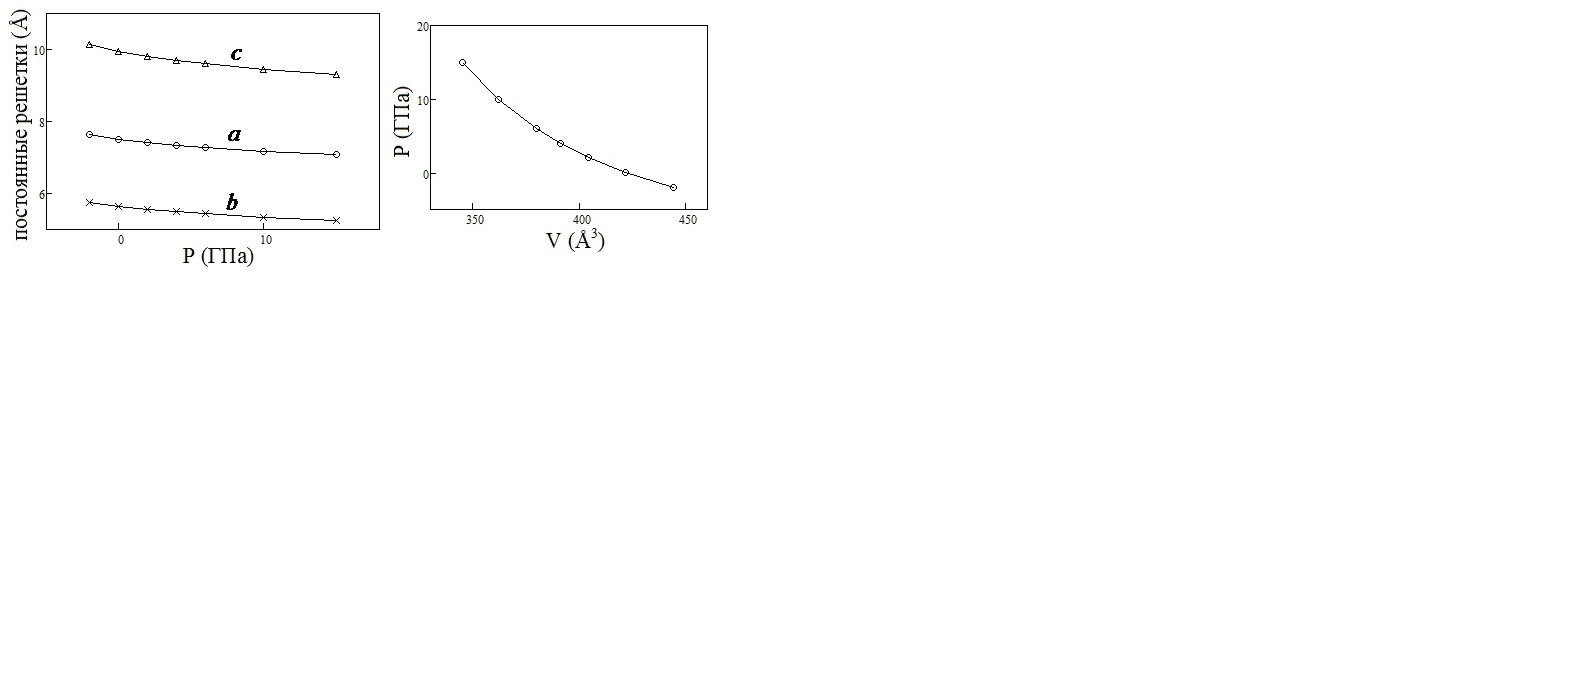 постоянные решетки (Å)
10
8
6
c
a
b
0
10
P (ГПа)
P (ГПа)
20
10
0
350
400
450
V (Å³)